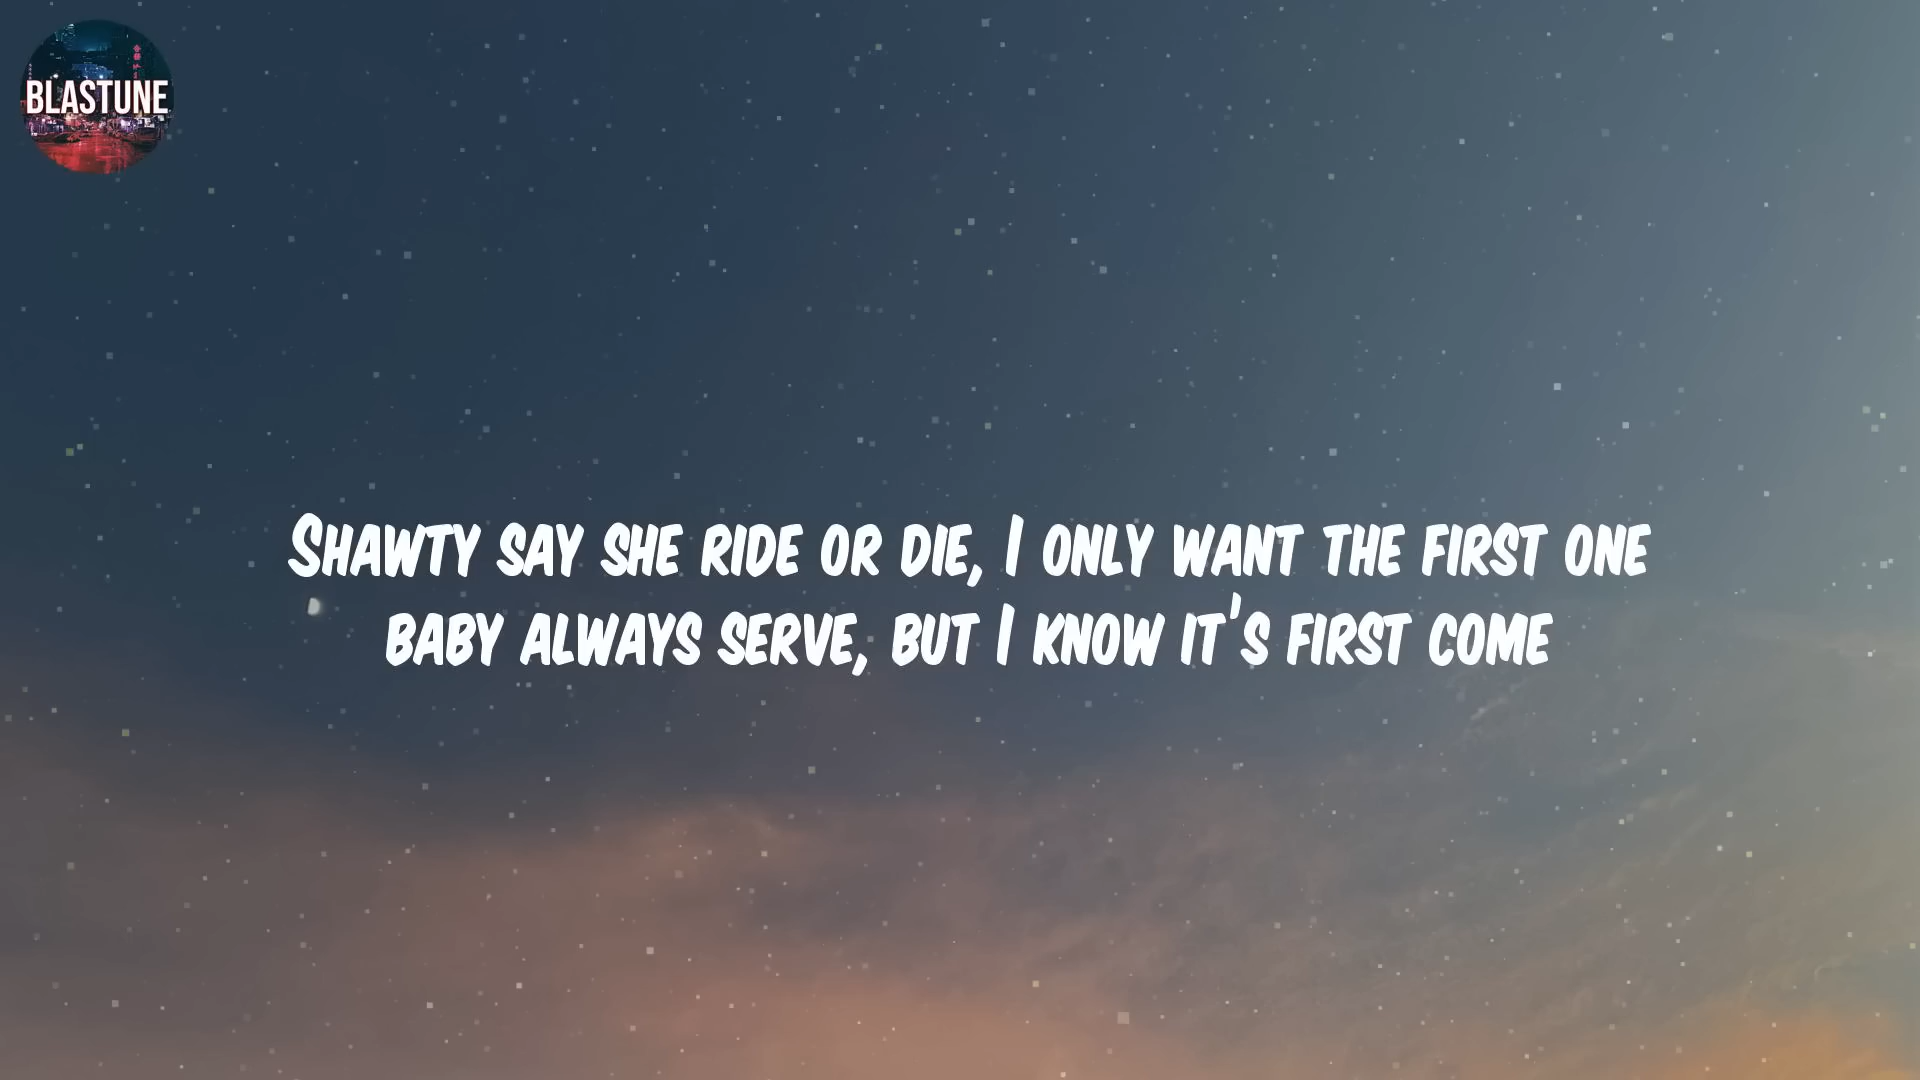 BLASTUNE
SHAWTY SAY SHE RIDE OR DIE, I ONLY WANT THE FIRST ONE
BABY ALWAYS SERVE, BUT I KNOW IT'S FIRST COME